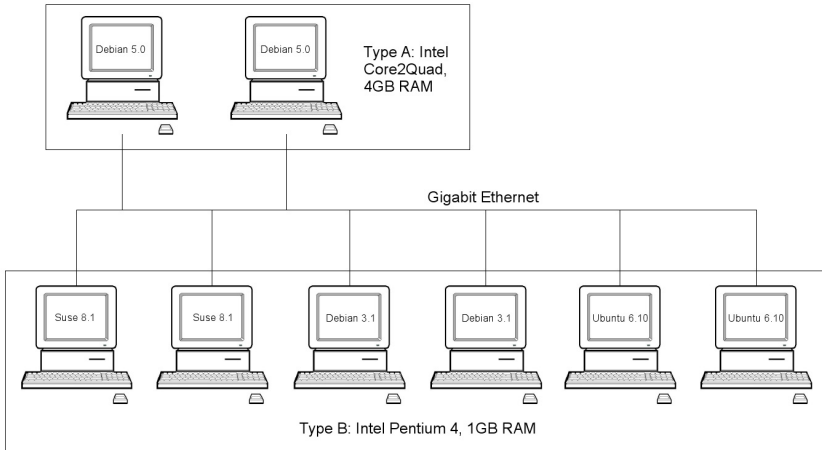 Debian 5.0
Debian 5.0
Type A: Intel
Core2Quad,
4GB RAM
Gigabit Ethernet
Suse 8.1
Suse 8.1
Debian 3.1
Debian 3.1
Ubuntu 6.10
Ubuntu 6.10
Type B: Intel Pentium 4, 1GB RAM